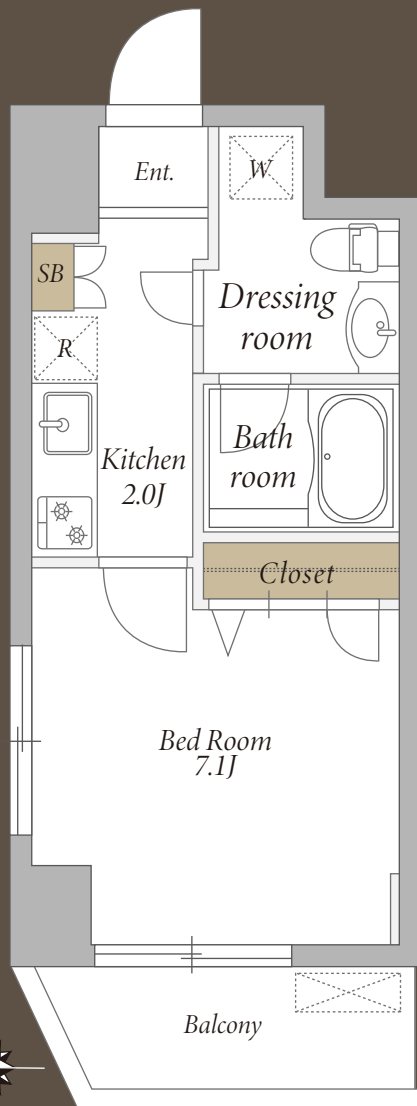 Ent.
W
SB
Dressing
room
R
Kitchen
2.0J
Bath
room
Closet
Bed Room
7.1J
Balcony